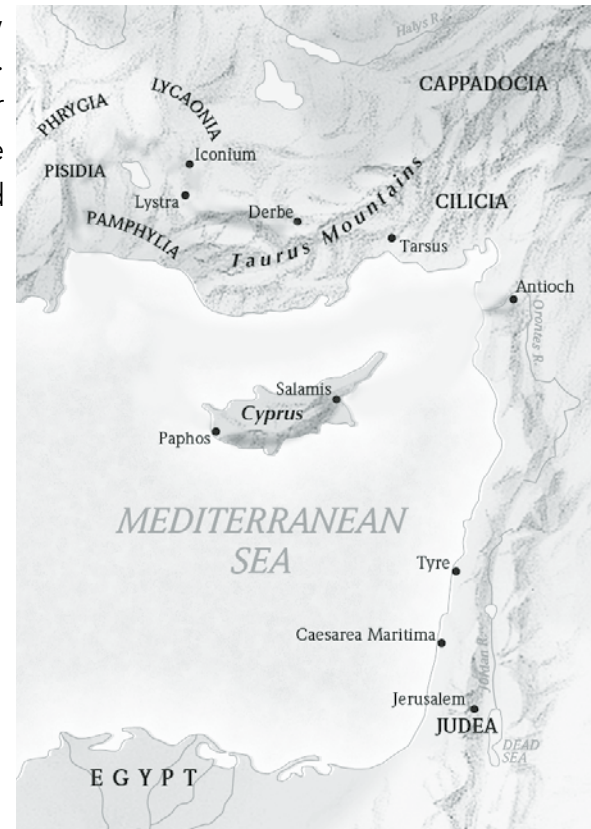 Halys R.
CAPPADOCIA
LYCAONIA
PHRYGIA
Iconium
PISIDIA
Lystra
Derbe
CILICIA
PAMPHYLIA
Taurus Mountains
Tarsus
Antioch
Orontes R.
Salamis
Cyprus
Paphos
MEDITERRANEAN
SEA
Tyre
Caesarea Maritima
Jordan R.
Jerusalem
JUDEA
DEAD
SEA
EGYPT